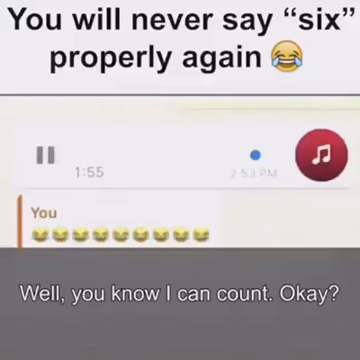 You will never say “six”
properly again 😂
1:55
2:53 PM
You
😂😂😂😂😂😂😂😂😂
Well, you know I can count. Okay?